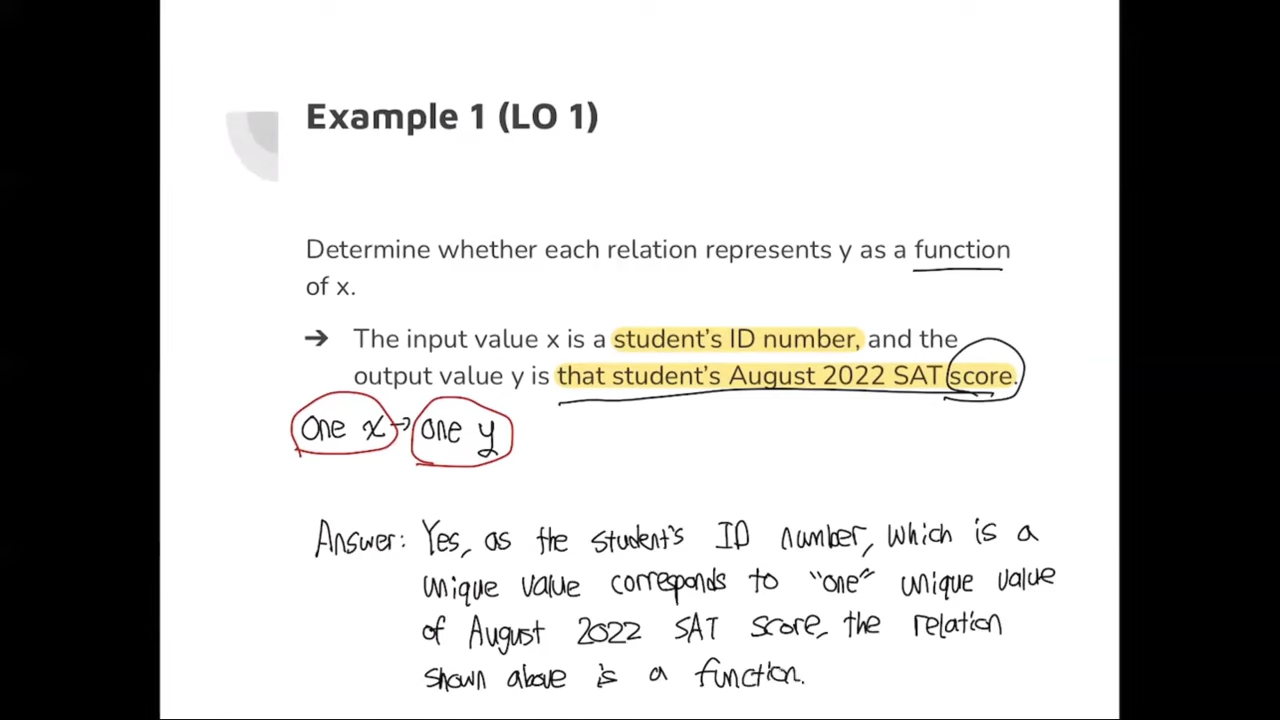 Example 1 (LO 1)
Determine whether each relation represents y as a function
of x.
➔ The input value x is a student's ID number, and the
output value y is that student's August 2022 SAT score.
one x → one y
Answer: Yes, as the student's ID number, which is a
unique value corresponds to "one" unique value
of August 2022 SAT score, the relation
shown above is a function.